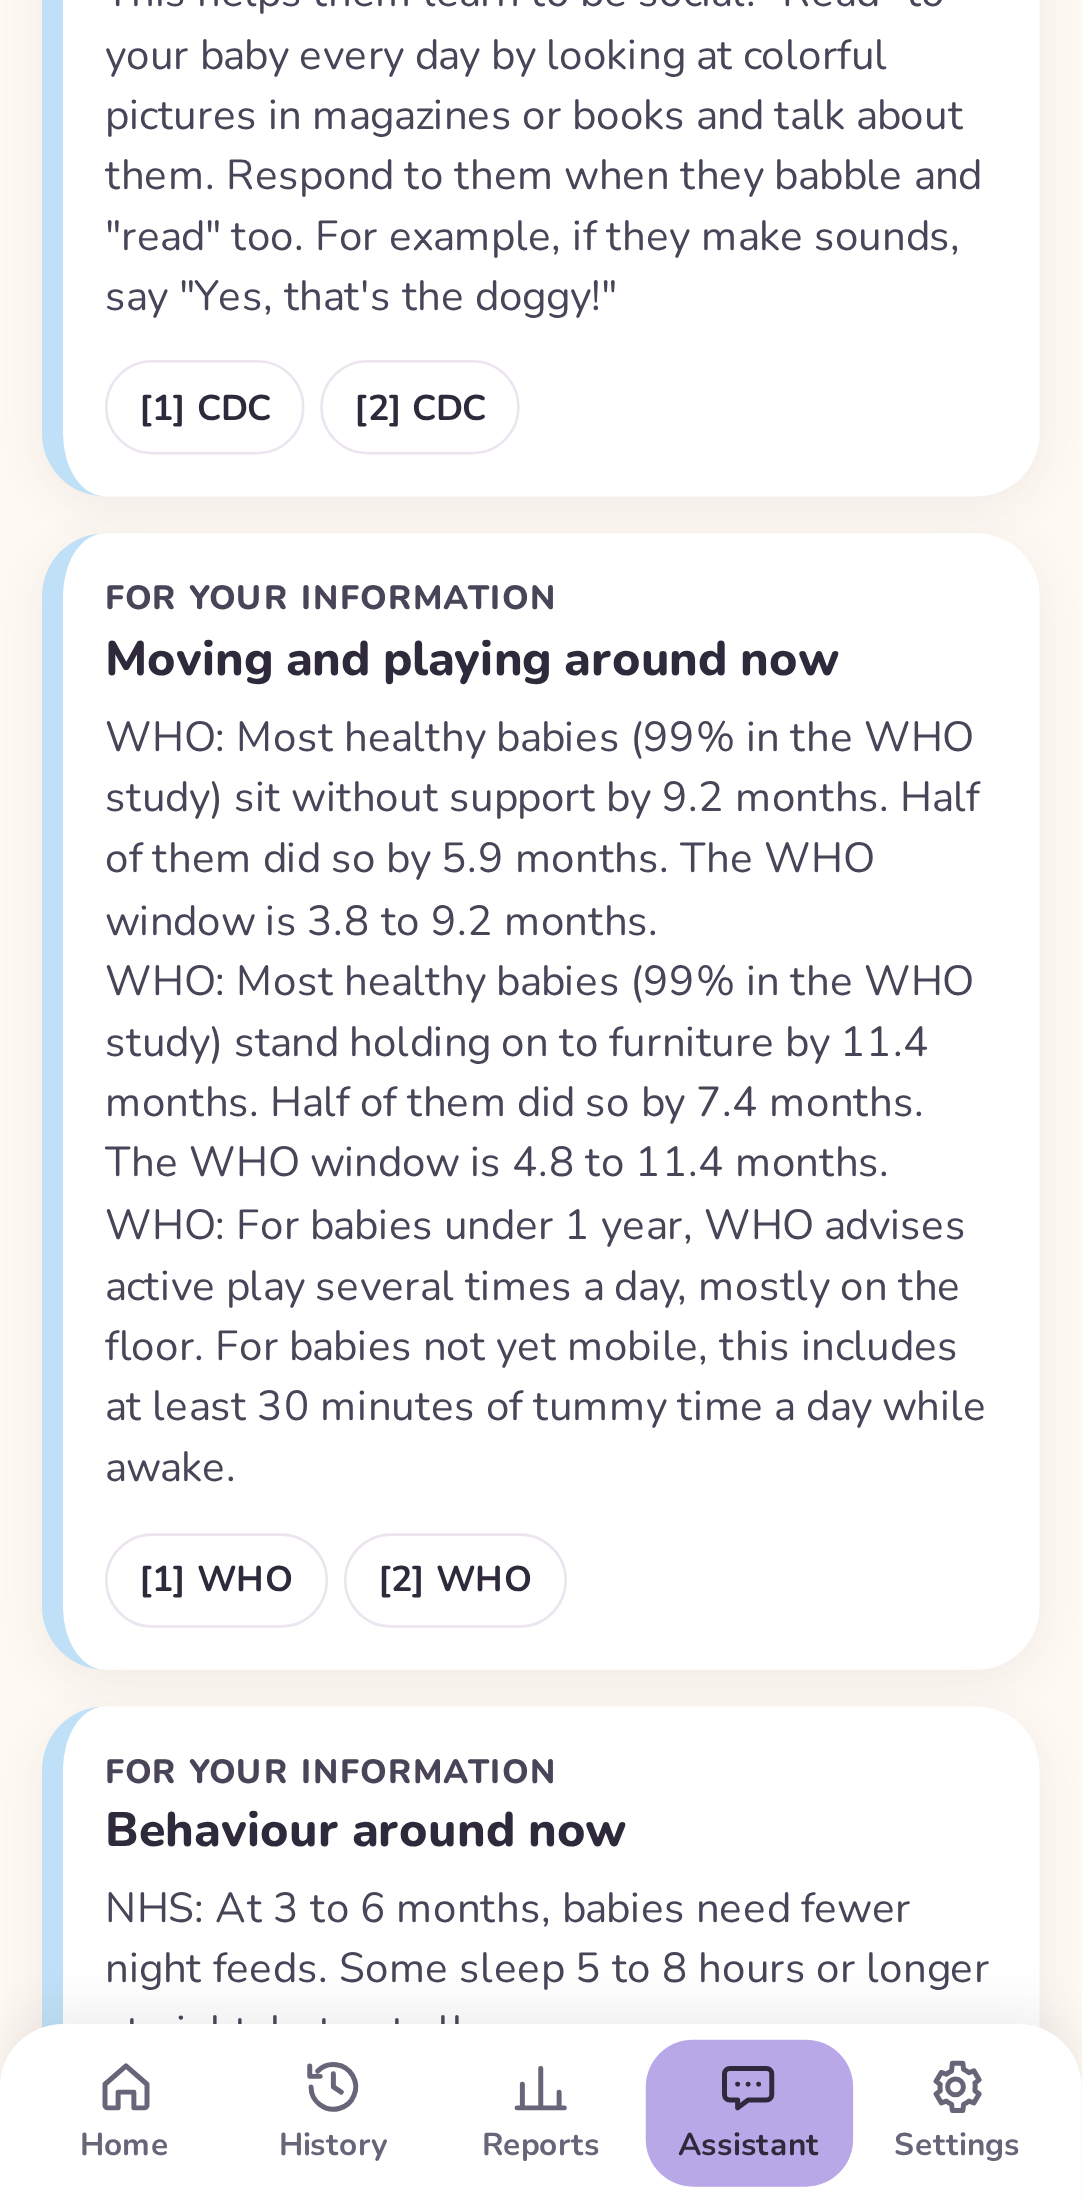 This helps them learn to be social. "Read" to
your baby every day by looking at colorful
pictures in magazines or books and talk about
them. Respond to them when they babble and
"read" too. For example, if they make sounds,
say "Yes, that's the doggy!"
[1] CDC [2] CDC
FOR YOUR INFORMATION
Moving and playing around now
WHO: Most healthy babies (99% in the WHO
study) sit without support by 9.2 months. Half
of them did so by 5.9 months. The WHO
window is 3.8 to 9.2 months.
WHO: Most healthy babies (99% in the WHO
study) stand holding on to furniture by 11.4
months. Half of them did so by 7.4 months.
The WHO window is 4.8 to 11.4 months.
WHO: For babies under 1 year, WHO advises
active play several times a day, mostly on the
floor. For babies not yet mobile, this includes
at least 30 minutes of tummy time a day while
awake.
[1] WHO [2] WHO
FOR YOUR INFORMATION
Behaviour around now
NHS: At 3 to 6 months, babies need fewer
night feeds. Some sleep 5 to 8 hours or longer
Home History Reports Assistant Settings